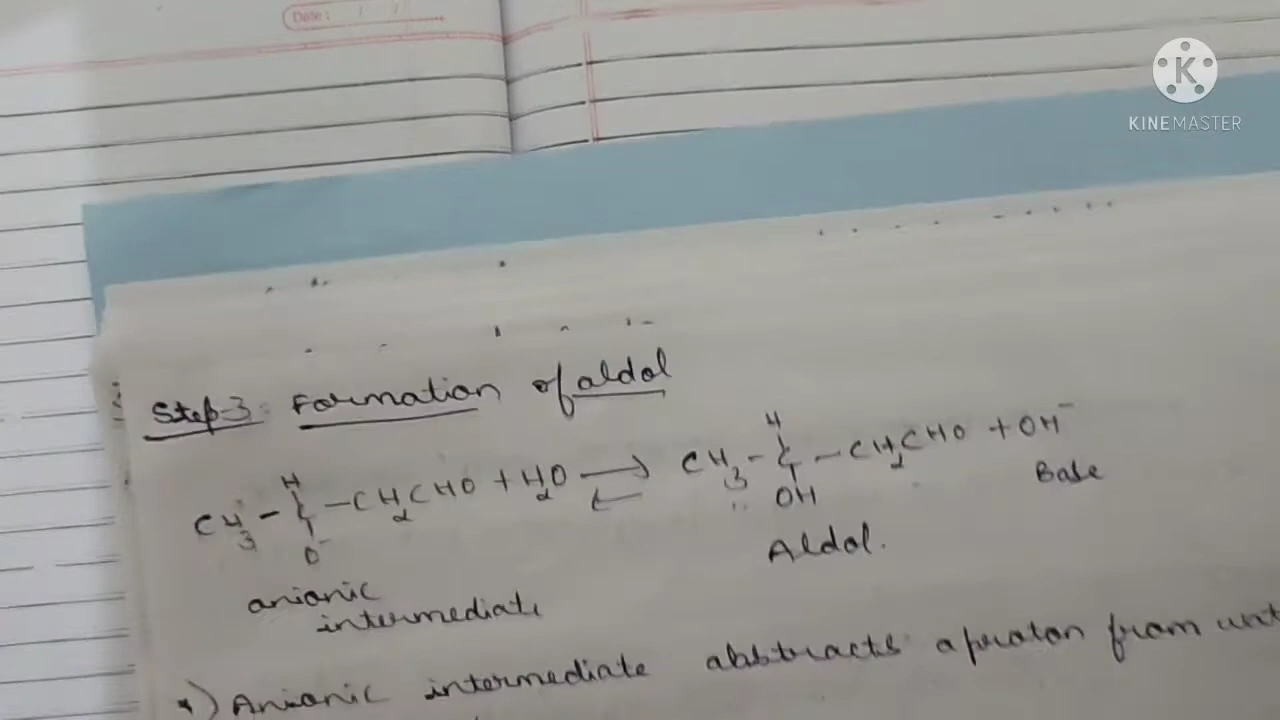 Date: / /
KINEMASTER
Step-3: Formation of aldol
H H
CH₃ - C - CH₂CHO + H₂O ⇌ CH₃ - C - CH₂CHO + OH⁻
O⁻ OH Base
anionic Aldol.
intermediate
*) Anionic intermediate abstracts a proton from